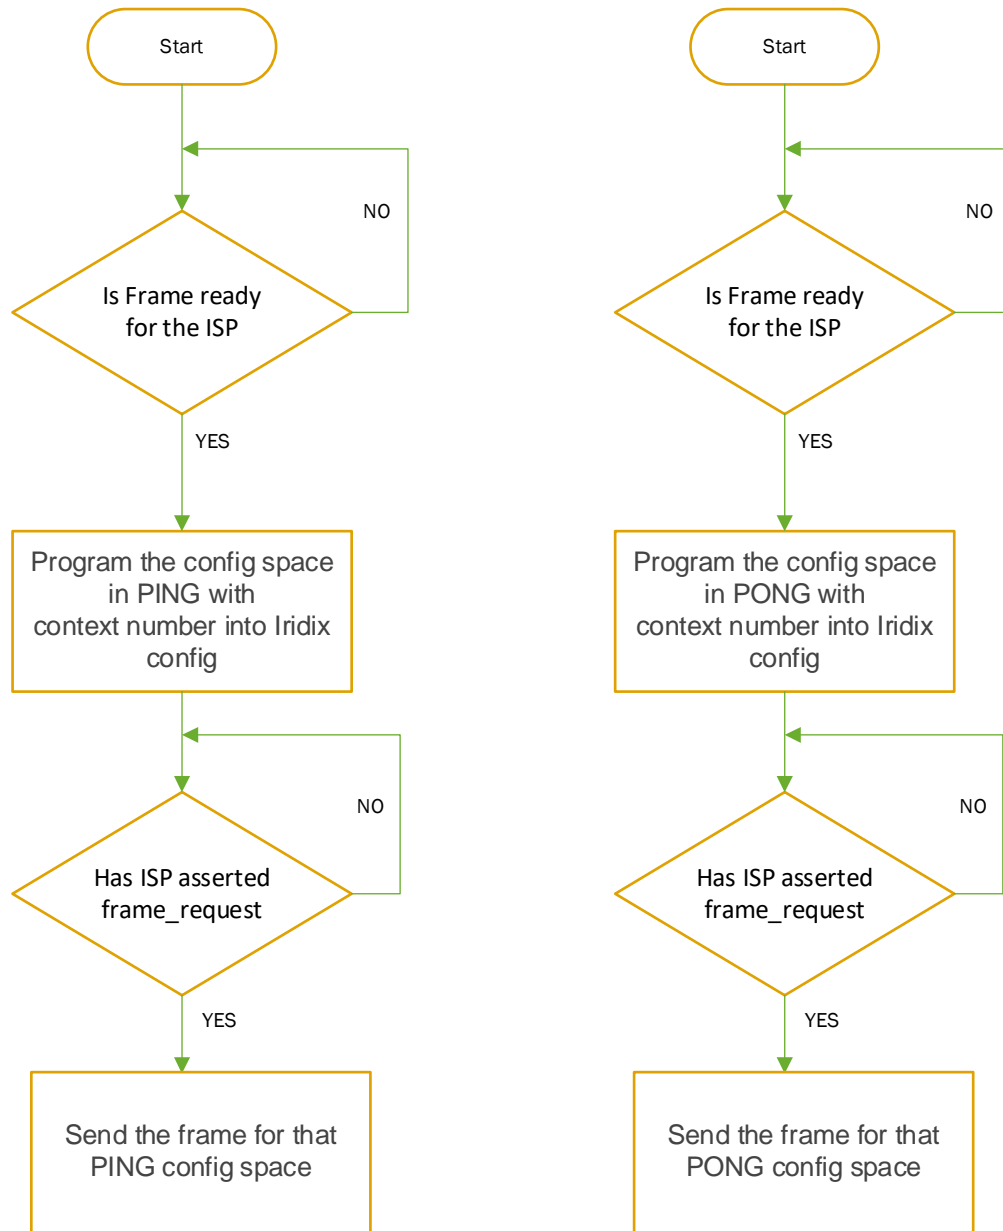 Start
NO
Is Frame ready
for the ISP
YES
Program the config space
in PING with
context number into Iridix
config
NO
Has ISP asserted
frame_request
YES
Send the frame for that
PING config space
Start
NO
Is Frame ready
for the ISP
YES
Program the config space
in PONG with
context number into Iridix
config
NO
Has ISP asserted
frame_request
YES
Send the frame for that
PONG config space